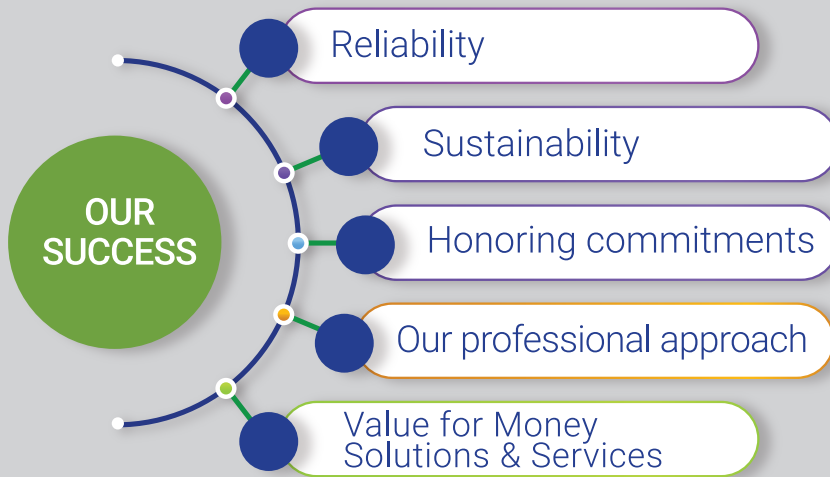 OUR
SUCCESS
Reliability
Sustainability
Honoring commitments
Our professional approach
Value for Money
Solutions & Services